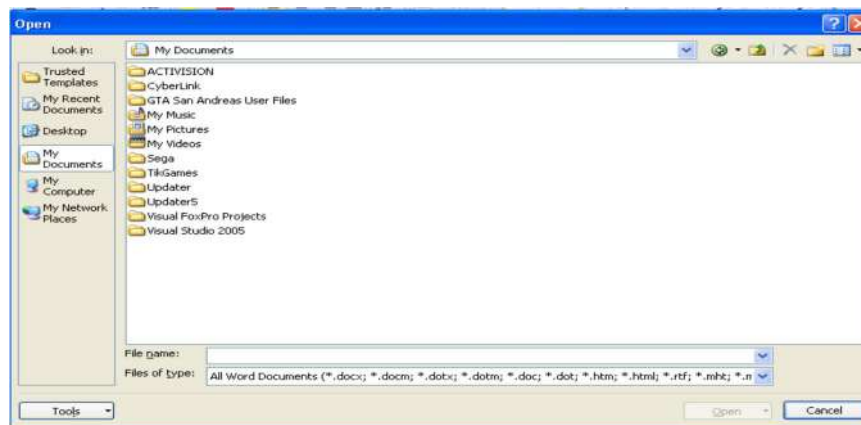 Open
Look in:
My Documents
Trusted
Templates
My Recent
Documents
Desktop
My
Documents
My
Computer
My Network
Places
ACTIVISION
CyberLink
GTA San Andreas User Files
My Music
My Pictures
My Videos
Sega
TikGames
Updater
Updater5
Visual FoxPro Projects
Visual Studio 2005
File name:
Files of type:
All Word Documents (*.docx; *.docm; *.dotx; *.dotm; *.doc; *.dot; *.htm; *.html; *.rtf; *.mht; *.m
Tools
Open
Cancel